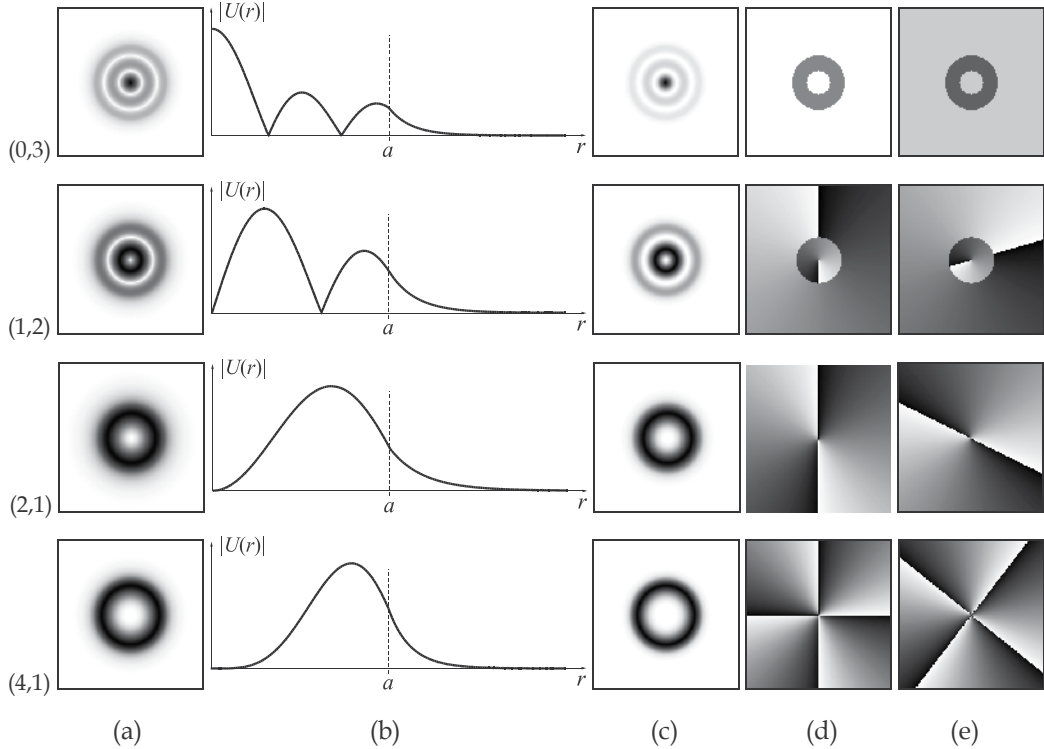 |U(r)|
(0,3)
a
r
|U(r)|
(1,2)
a
r
|U(r)|
(2,1)
a
r
|U(r)|
(4,1)
a
r
(a) (b) (c) (d) (e)